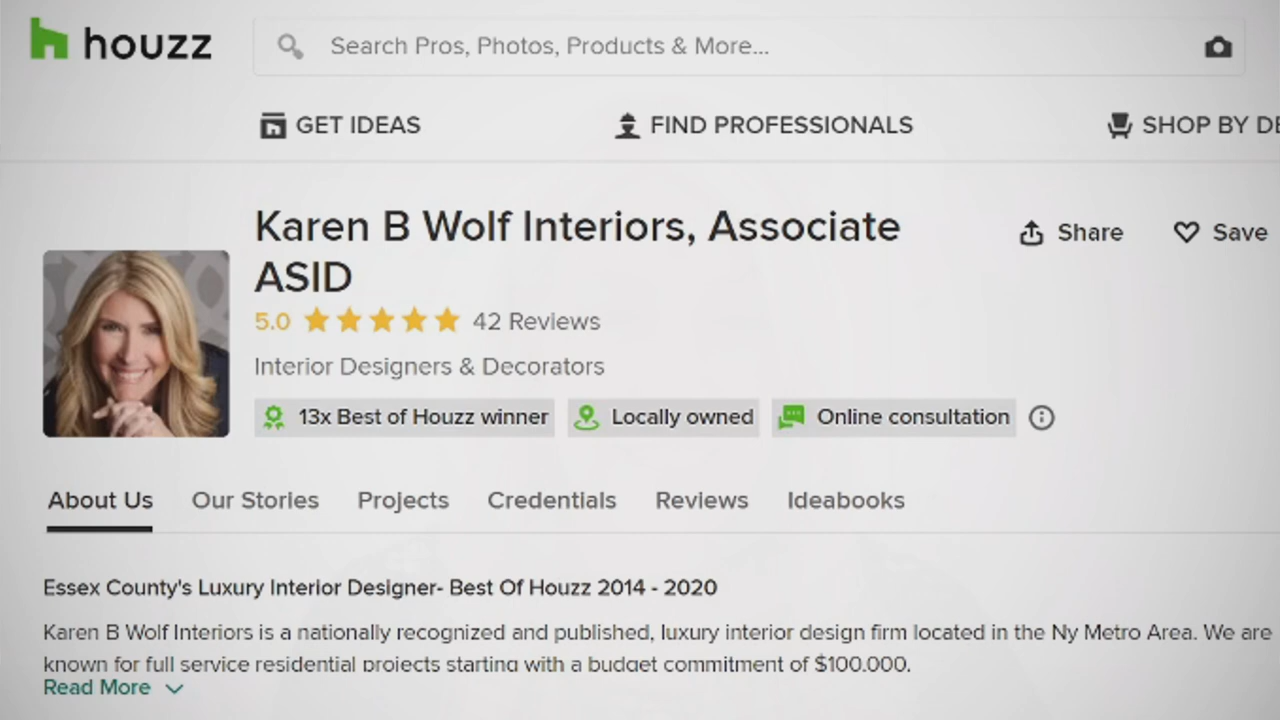 houzz
Search Pros, Photos, Products & More...
GET IDEAS
FIND PROFESSIONALS
SHOP BY
Karen B Wolf Interiors, Associate
ASID
Share
Save
5.0
42 Reviews
Interior Designers & Decorators
13x Best of Houzz winner
Locally owned
Online consultation
About Us
Our Stories
Projects
Credentials
Reviews
Ideabooks
Essex County's Luxury Interior Designer- Best Of Houzz 2014 - 2020
Karen B Wolf Interiors is a nationally recognized and published, luxury interior design firm located in the Ny Metro Area. We are
known for full service residential projects starting with a budget commitment of $100,000.
Read More